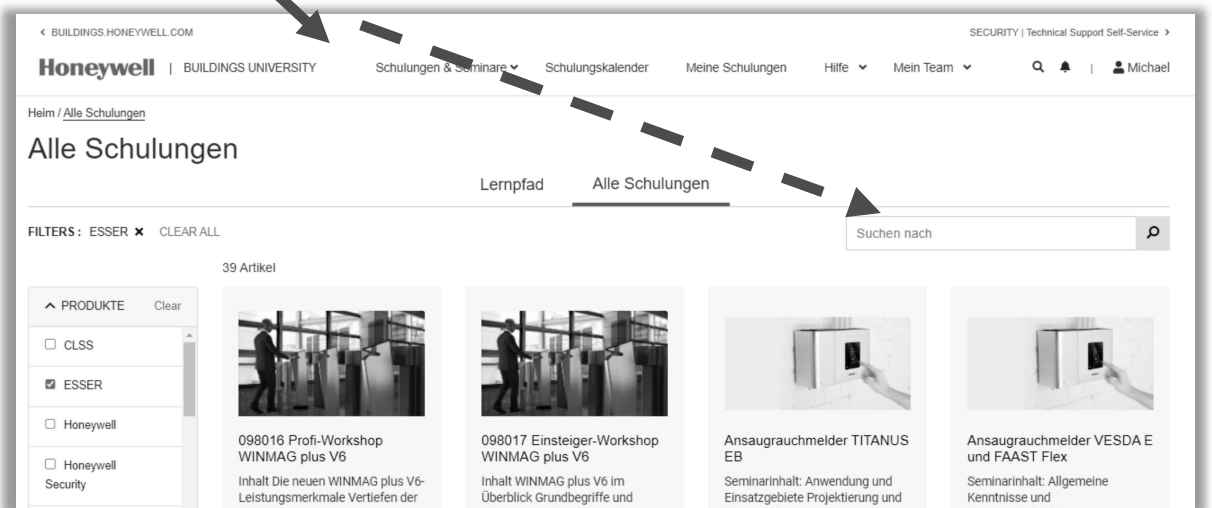 BUILDINGS.HONEYWELL.COM
SECURITY | Technical Support Self-Service
Honeywell | BUILDINGS UNIVERSITY
Schulungen & Seminare
Schulungskalender
Meine Schulungen
Hilfe
Mein Team
Michael
Heim / Alle Schulungen
Alle Schulungen
Lernpfad
Alle Schulungen
FILTERS : ESSER × CLEAR ALL
Suchen nach
39 Artikel
PRODUKTE Clear
CLSS
ESSER
Honeywell
Honeywell
Security
098016 Profi-Workshop
WINMAG plus V6
Inhalt Die neuen WINMAG plus V6-
Leistungsmerkmale Vertiefen der
098017 Einsteiger-Workshop
WINMAG plus V6
Inhalt WINMAG plus V6 im
Überblick Grundbegriffe und
Ansaugrauchmelder TITANUS
EB
Seminarinhalt: Anwendung und
Einsatzgebiete Projektierung und
Ansaugrauchmelder VESDA E
und FAAST Flex
Seminarinhalt: Allgemeine
Kenntnisse und